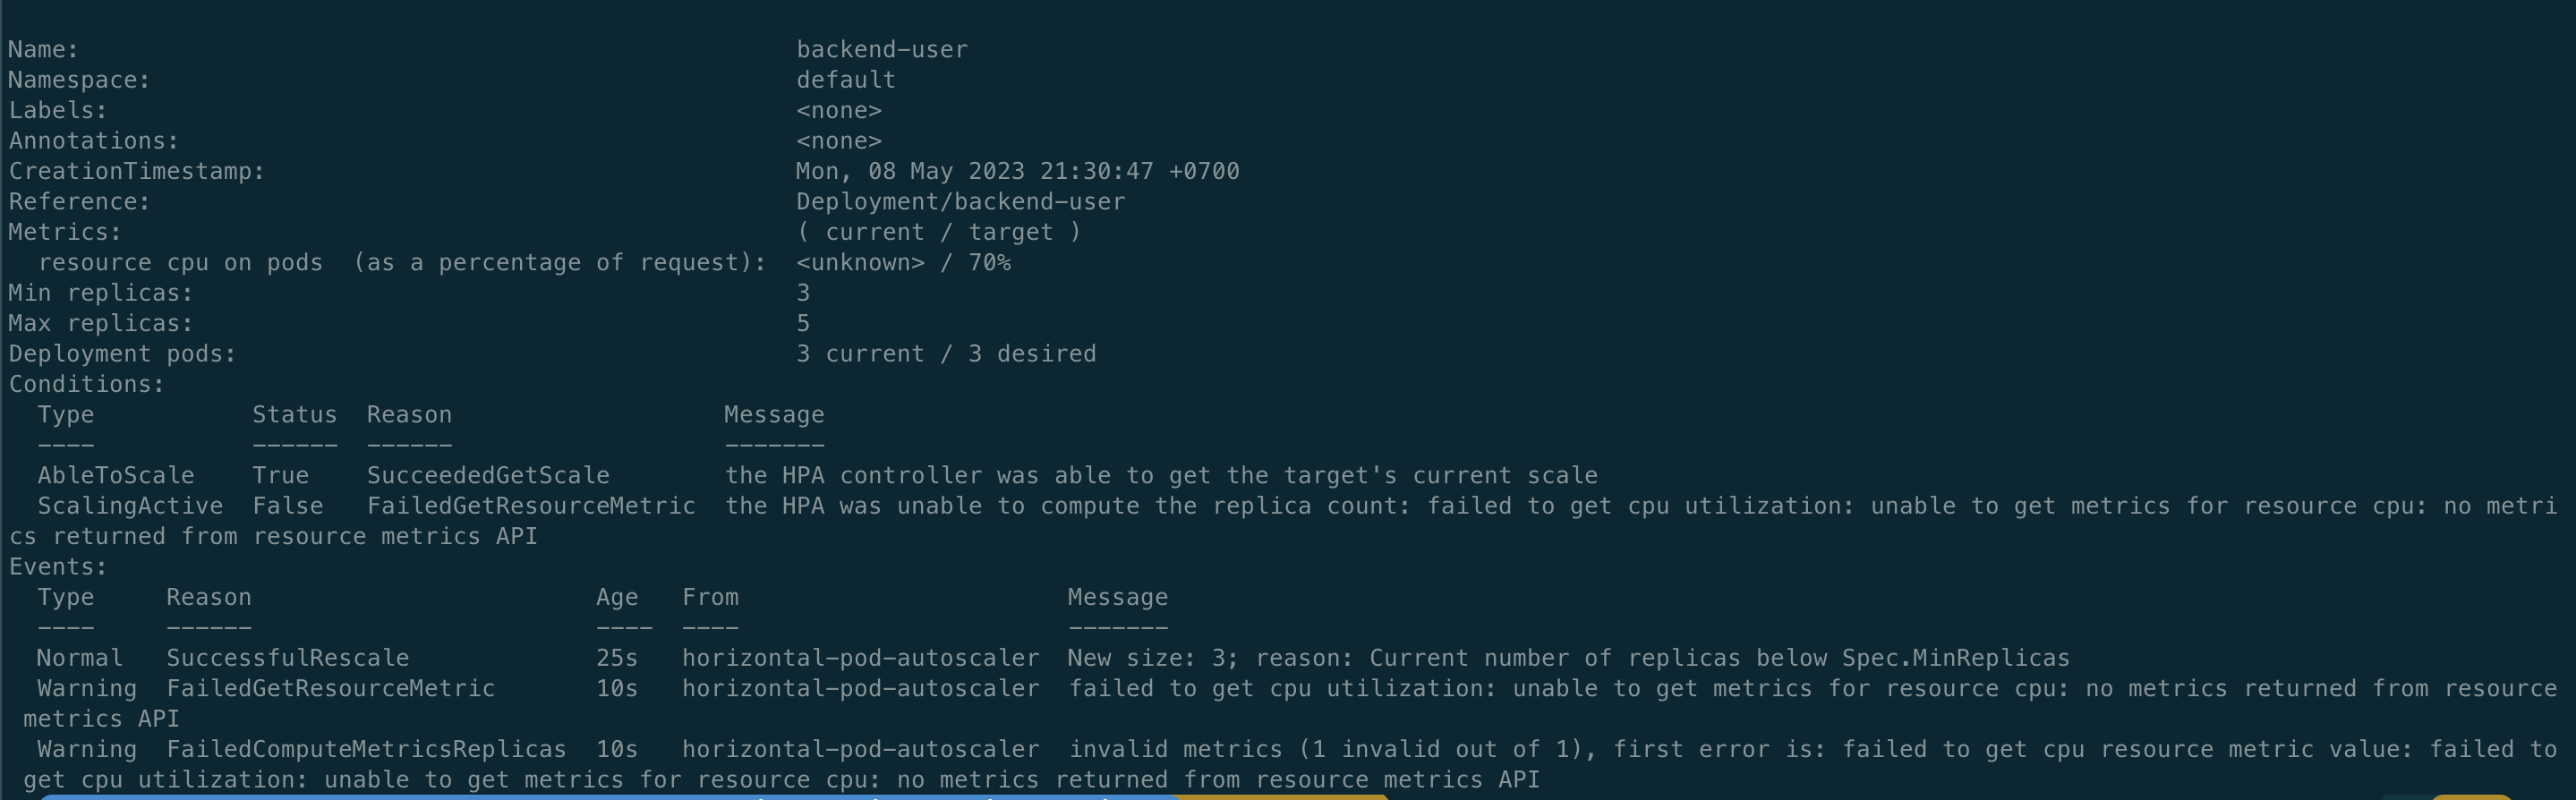 Name:                                                  backend-user
Namespace:                                             default
Labels:                                                <none>
Annotations:                                           <none>
CreationTimestamp:                                     Mon, 08 May 2023 21:30:47 +0700
Reference:                                             Deployment/backend-user
Metrics:                                               ( current / target )
  resource cpu on pods  (as a percentage of request):  <unknown> / 70%
Min replicas:                                          3
Max replicas:                                          5
Deployment pods:                                       3 current / 3 desired
Conditions:
  Type           Status  Reason                   Message
  ----           ------  ------                   -------
  AbleToScale    True    SucceededGetScale        the HPA controller was able to get the target's current scale
  ScalingActive  False   FailedGetResourceMetric  the HPA was unable to compute the replica count: failed to get cpu utilization: unable to get metrics for resource cpu: no metri
cs returned from resource metrics API
Events:
  Type     Reason                        Age   From                       Message
  ----     ------                        ----  ----                       -------
  Normal   SuccessfulRescale             25s   horizontal-pod-autoscaler  New size: 3; reason: Current number of replicas below Spec.MinReplicas
  Warning  FailedGetResourceMetric       10s   horizontal-pod-autoscaler  failed to get cpu utilization: unable to get metrics for resource cpu: no metrics returned from resource
 metrics API
  Warning  FailedComputeMetricsReplicas  10s   horizontal-pod-autoscaler  invalid metrics (1 invalid out of 1), first error is: failed to get cpu resource metric value: failed to
 get cpu utilization: unable to get metrics for resource cpu: no metrics returned from resource metrics API